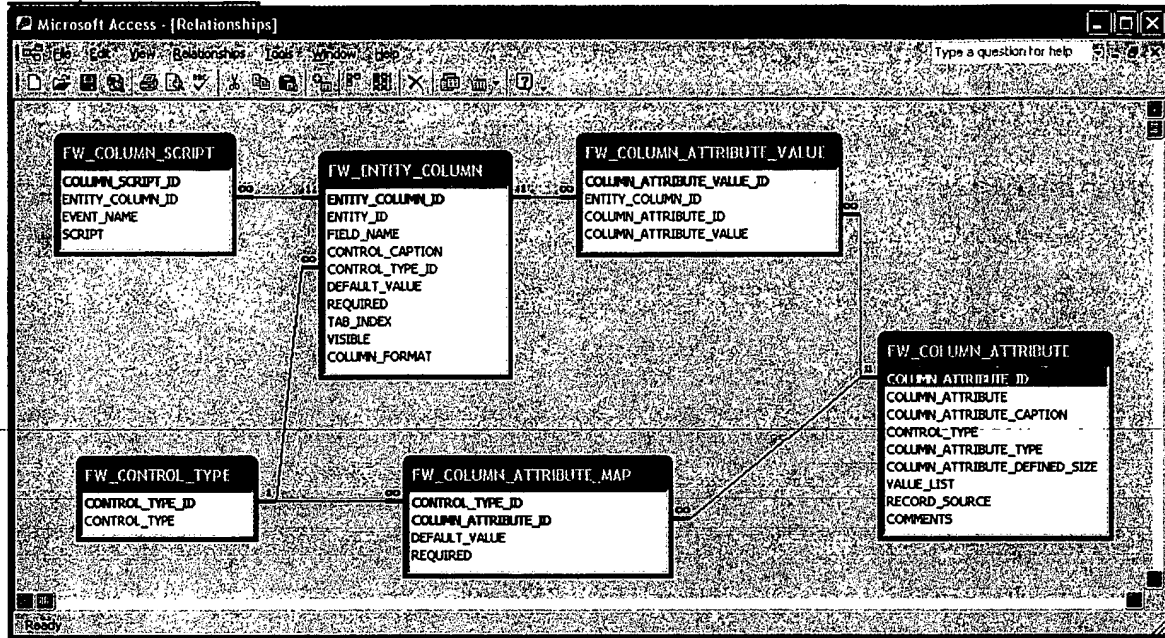 Microsoft Access - [Relationships]
File Edit View Relationships Tools Window Help
Type a question for help
FW_COLUMN_SCRIPT
COLUMN_SCRIPT_ID
ENTITY_COLUMN_ID
EVENT_NAME
SCRIPT
FW_ENTITY_COLUMN
ENTITY_COLUMN_ID
ENTITY_ID
FIELD_NAME
CONTROL_CAPTION
CONTROL_TYPE_ID
DEFAULT_VALUE
REQUIRED
TAB_INDEX
VISIBLE
COLUMN_FORMAT
FW_COLUMN_ATTRIBUTE_VALUE
COLUMN_ATTRIBUTE_VALUE_ID
ENTITY_COLUMN_ID
COLUMN_ATTRIBUTE_ID
COLUMN_ATTRIBUTE_VALUE
FW_COLUMN_ATTRIBUTE
COLUMN_ATTRIBUTE_ID
COLUMN_ATTRIBUTE
COLUMN_ATTRIBUTE_CAPTION
CONTROL_TYPE
COLUMN_ATTRIBUTE_TYPE
COLUMN_ATTRIBUTE_DEFINED_SIZE
VALUE_LIST
RECORD_SOURCE
COMMENTS
FW_CONTROL_TYPE
CONTROL_TYPE_ID
CONTROL_TYPE
FW_COLUMN_ATTRIBUTE_MAP
CONTROL_TYPE_ID
COLUMN_ATTRIBUTE_ID
DEFAULT_VALUE
REQUIRED
Ready